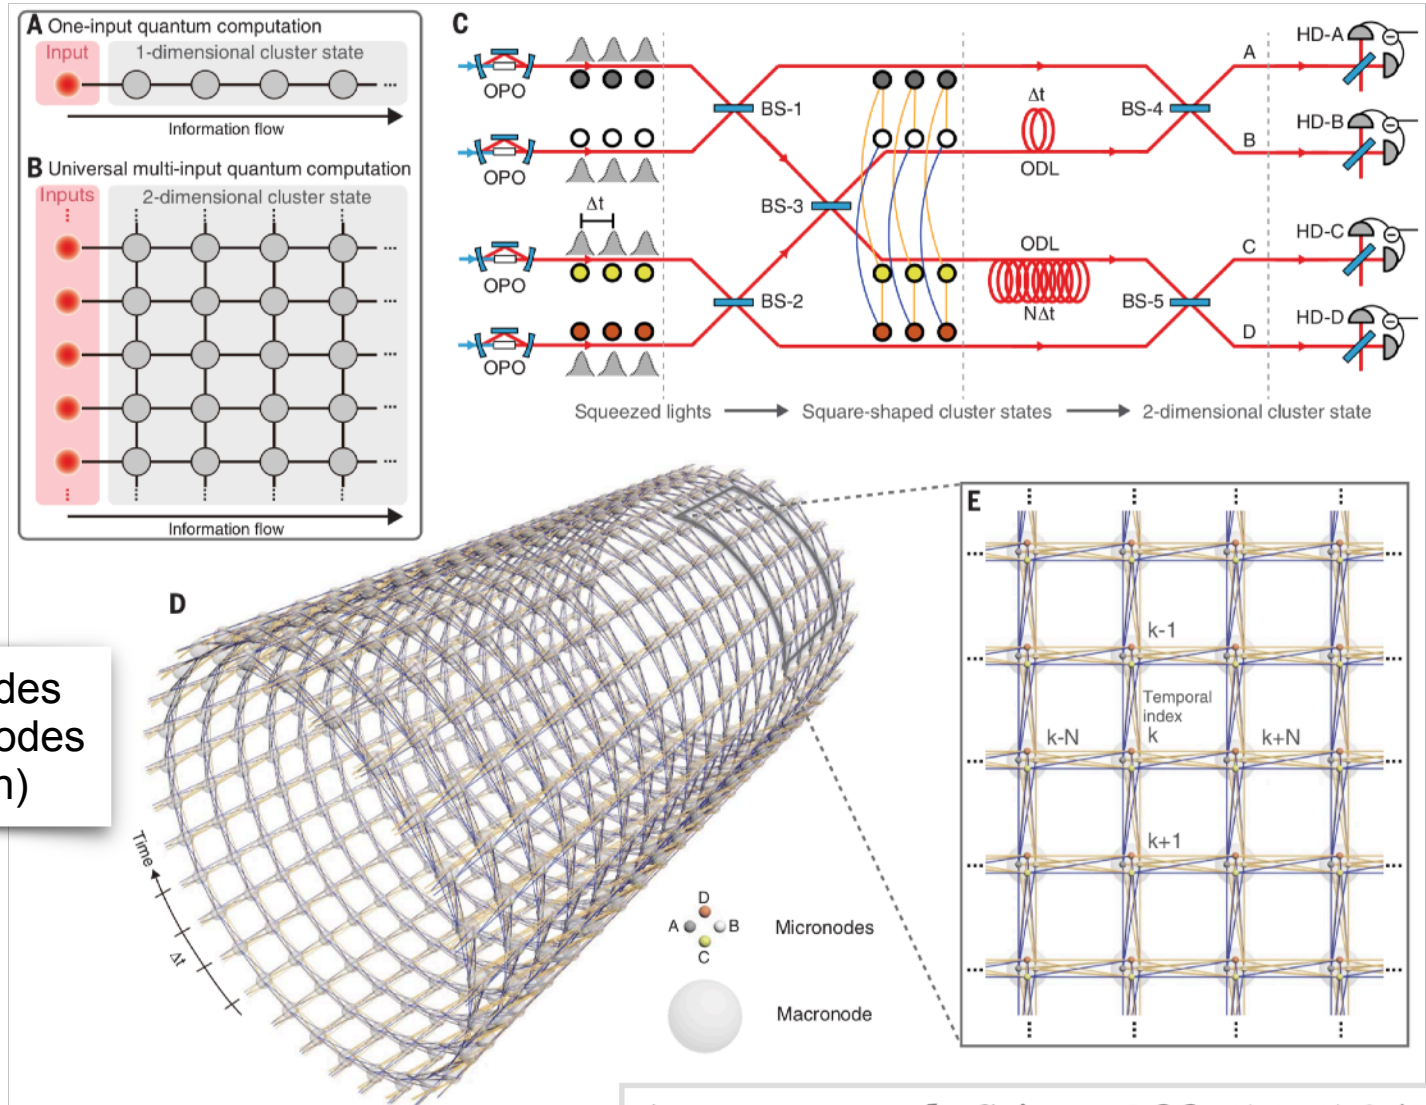 A One-input quantum computation
Input
1-dimensional cluster state
...
Information flow
B Universal multi-input quantum computation
Inputs
2-dimensional cluster state
...
...
...
...
...
Information flow
C
OPO
OPO
Δt
OPO
OPO
BS-1
BS-3
BS-2
Δt
ODL
ODL
NΔt
BS-4
BS-5
A
B
C
D
HD-A
HD-B
HD-C
HD-D
Squeezed lights
Square-shaped cluster states
2-dimensional cluster state
D
des
odes
n)
Time
Δt
D
A
B
C
Micronodes
Macronode
E
k-1
Temporal
index
k-N
k
k+N
k+1